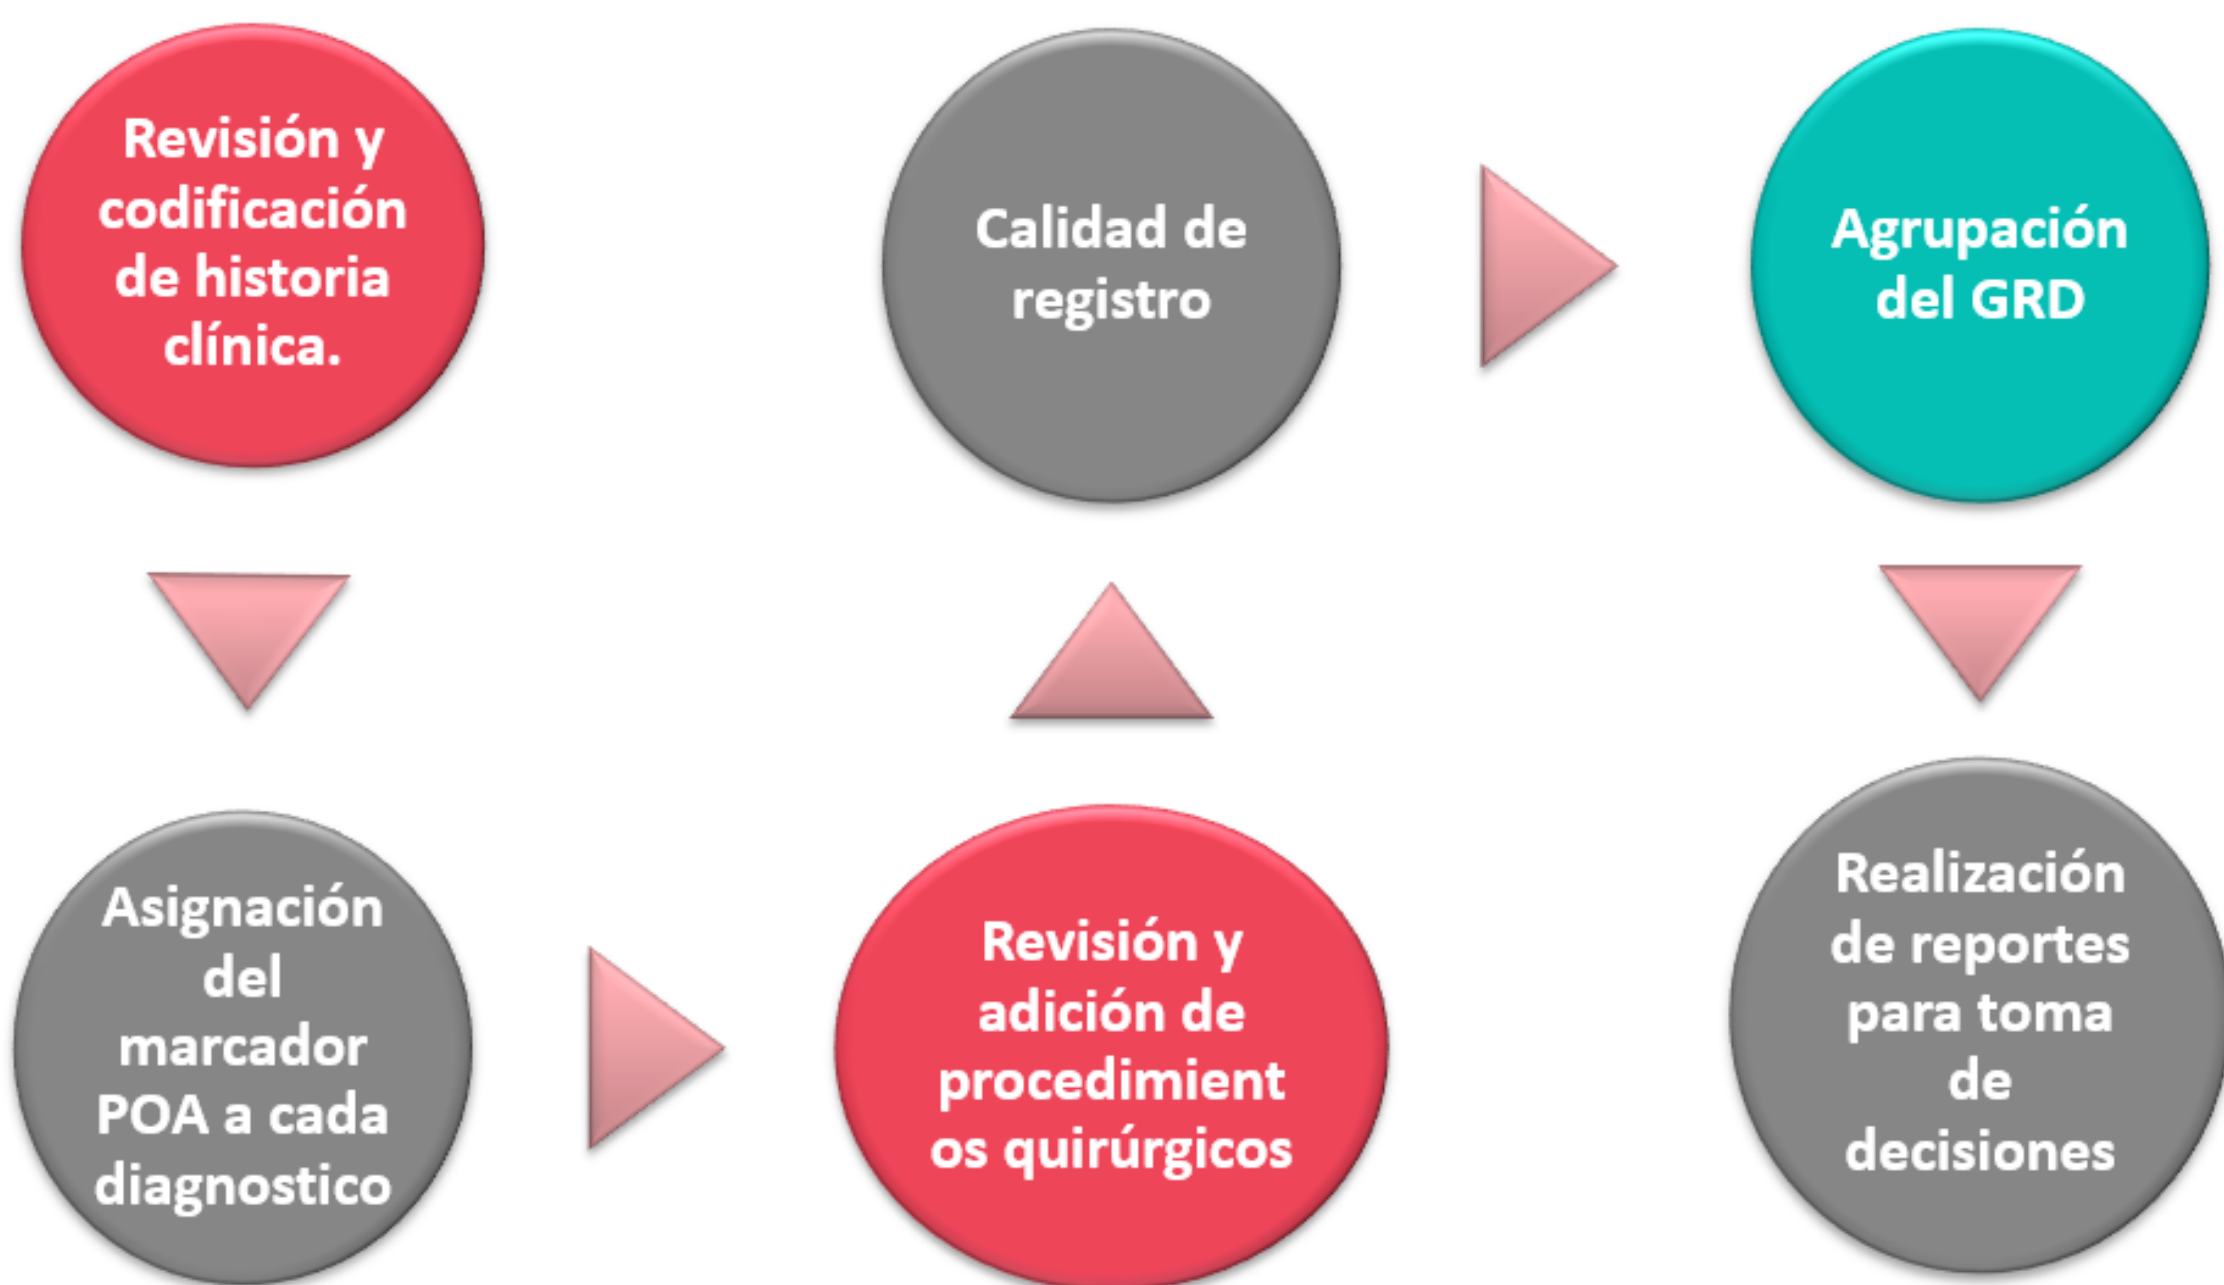 Revisión y
codificación
de historia
clínica.
Asignación
del
marcador
POA a cada
diagnostico
Revisión y
adición de
procedimient
os quirúrgicos
Calidad de
registro
Agrupación
del GRD
Realización
de reportes
para toma
de
decisiones